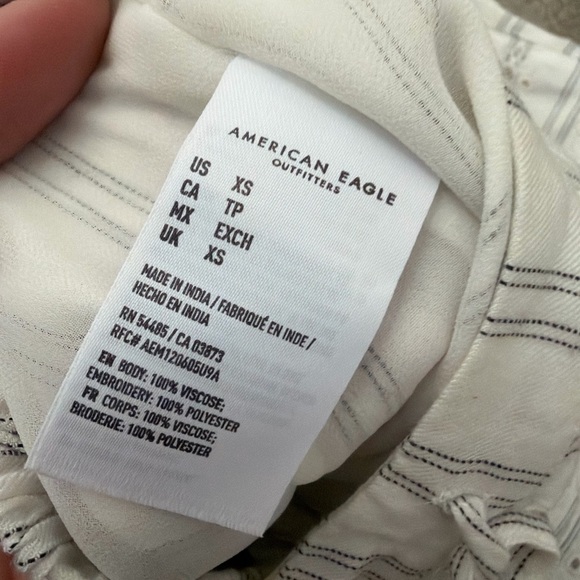 AMERICAN EAGLE
OUTFITTERS
US XS
CA TP
MX EXCH
UK XS
MADE IN INDIA / FABRIQUÉ EN INDE /
HECHO EN INDIA
RN 54485 / CA 03873
RFC# AEM120605U9A
EN BODY: 100% VISCOSE;
EMBROIDERY: 100% POLYESTER
FR CORPS: 100% VISCOSE;
BRODERIE: 100% POLYESTER